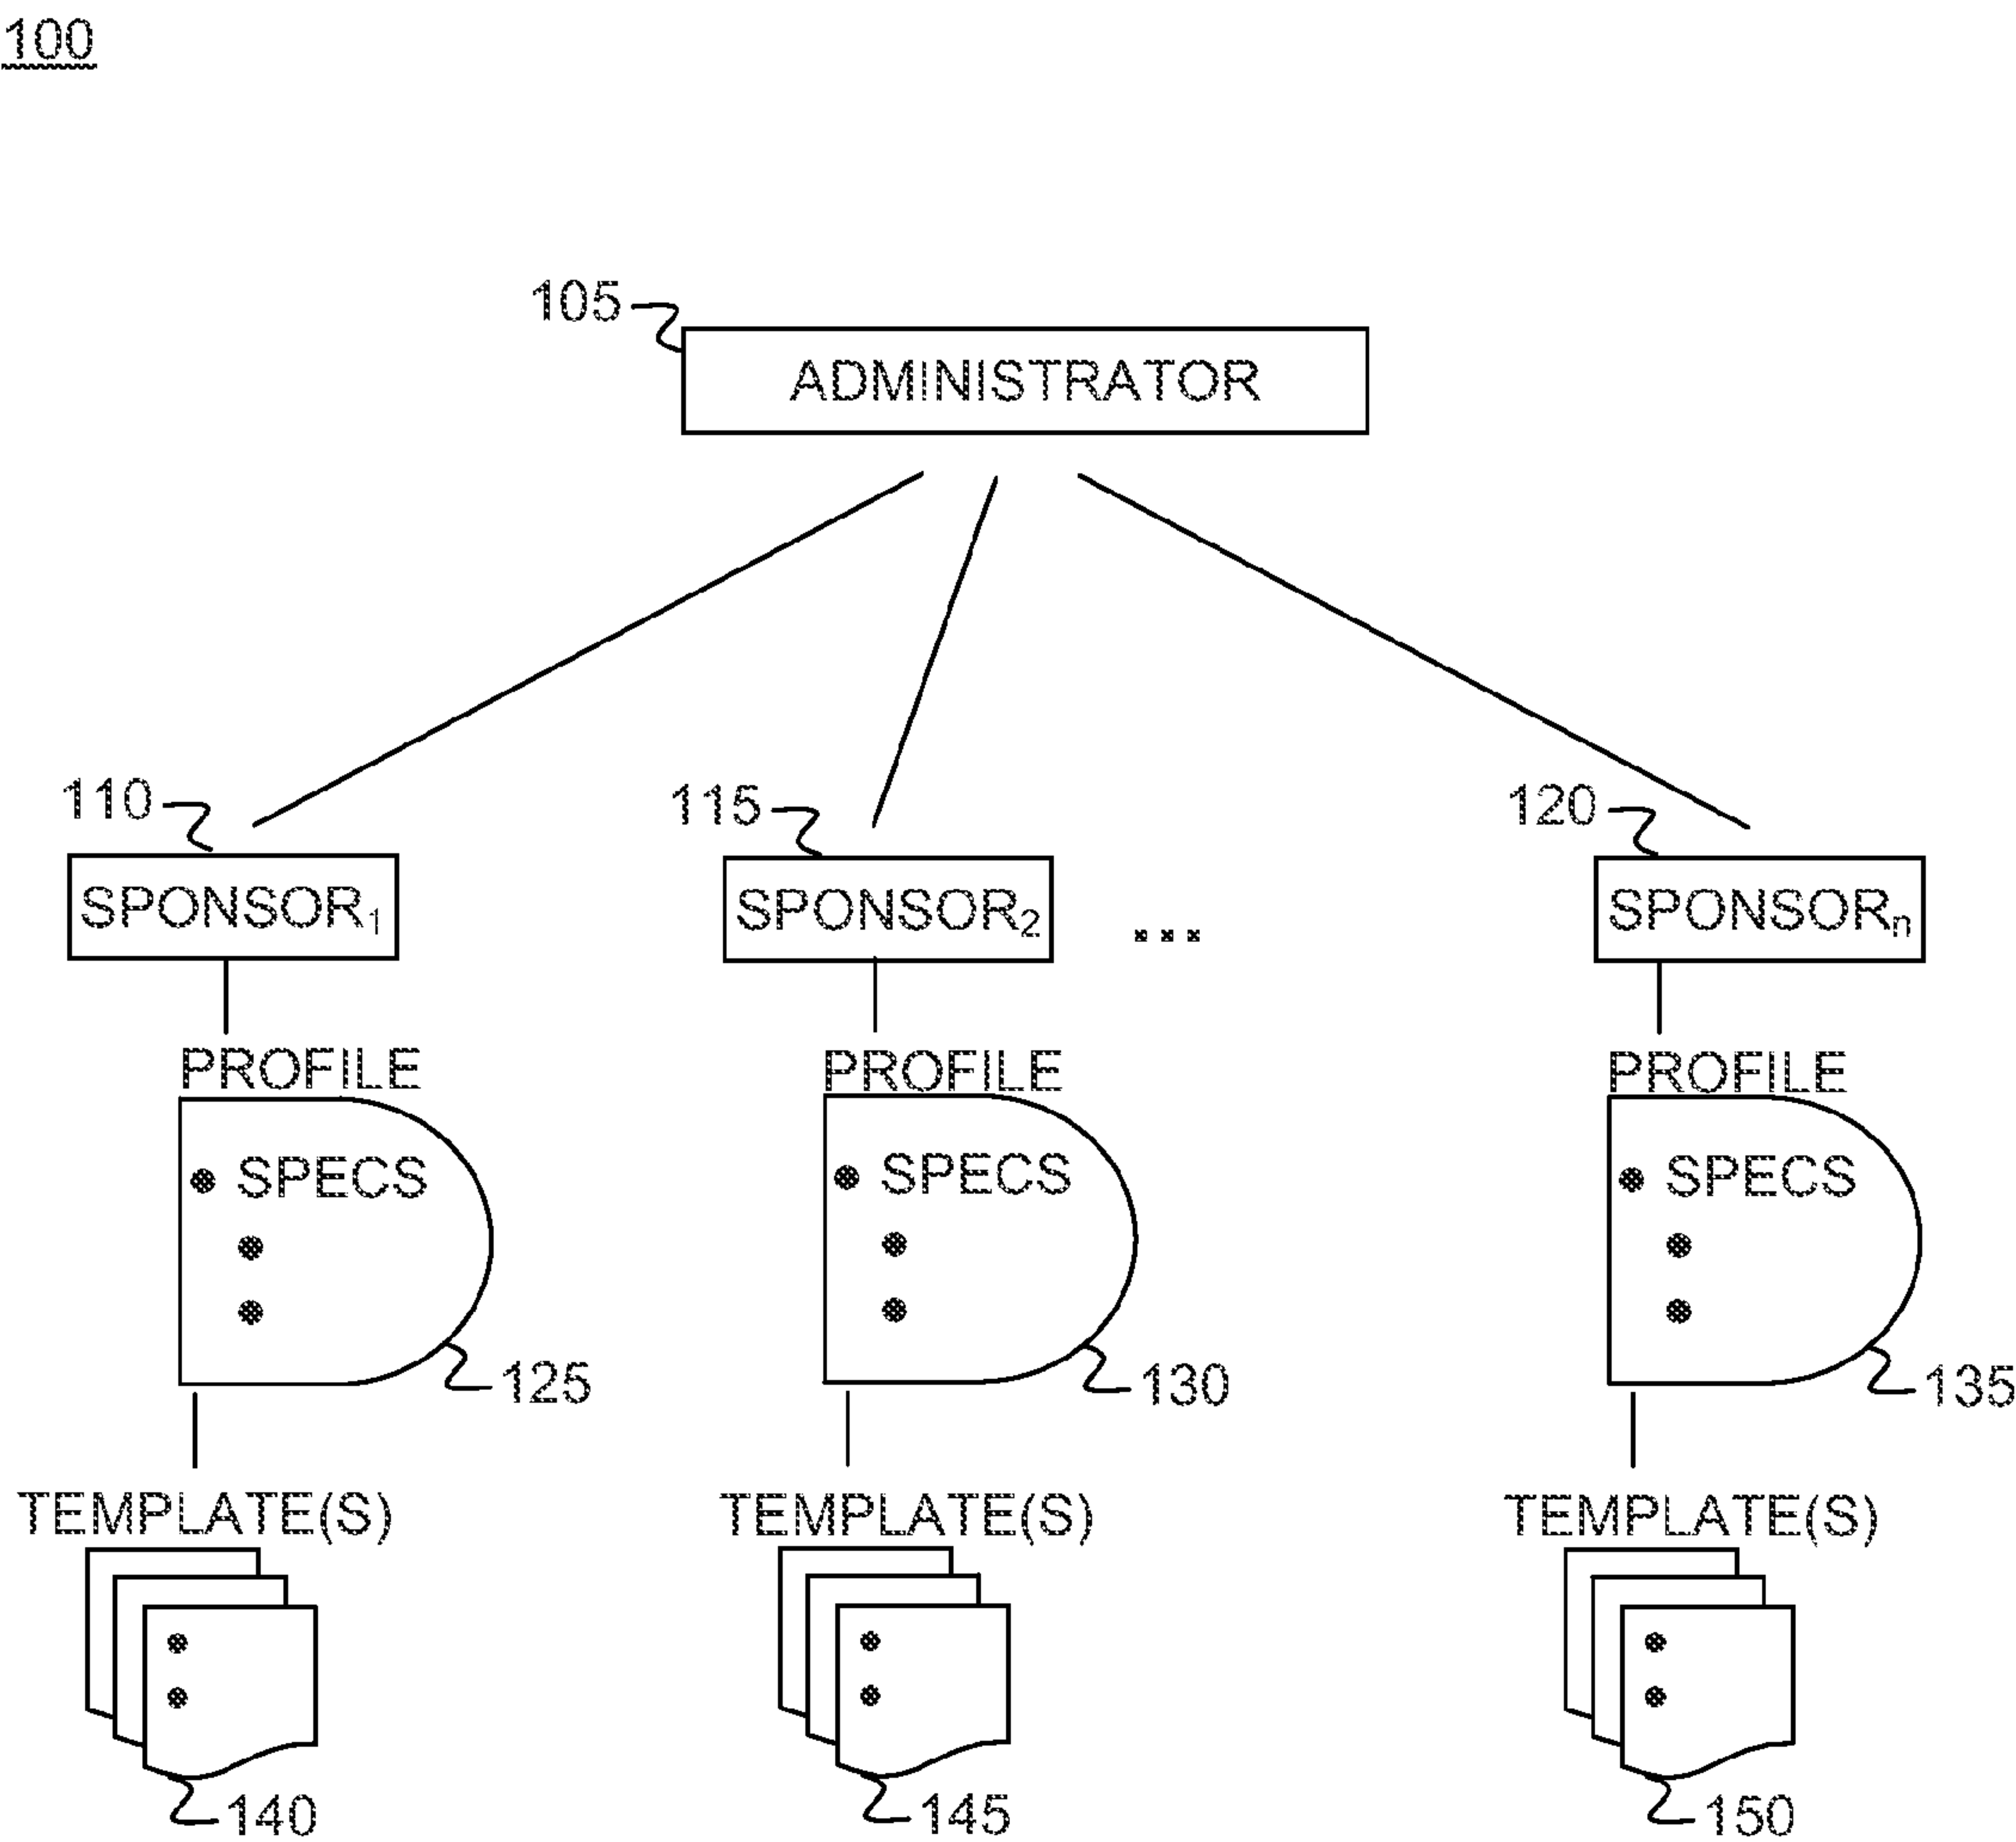 100
105
ADMINISTRATOR
110 115 120
SPONSOR₁ SPONSOR₂ ... SPONSORₙ
PROFILE PROFILE PROFILE
SPECS SPECS SPECS
125 130 135
TEMPLATE(S) TEMPLATE(S) TEMPLATE(S)
140 145 150